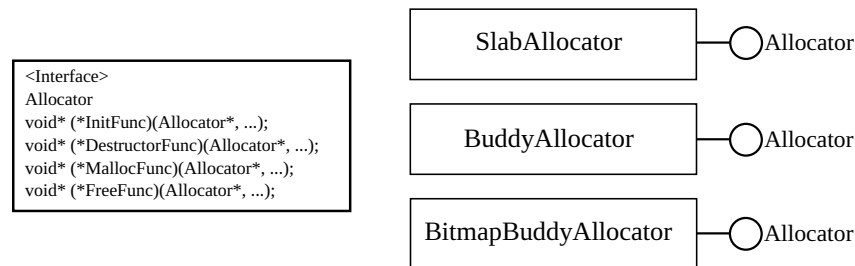 <Interface>
Allocator
void* (*InitFunc)(Allocator*, ...);
void* (*DestructorFunc)(Allocator*, ...);
void* (*MallocFunc)(Allocator*, ...);
void* (*FreeFunc)(Allocator*, ...);
SlabAllocator
Allocator
BuddyAllocator
Allocator
BitmapBuddyAllocator
Allocator